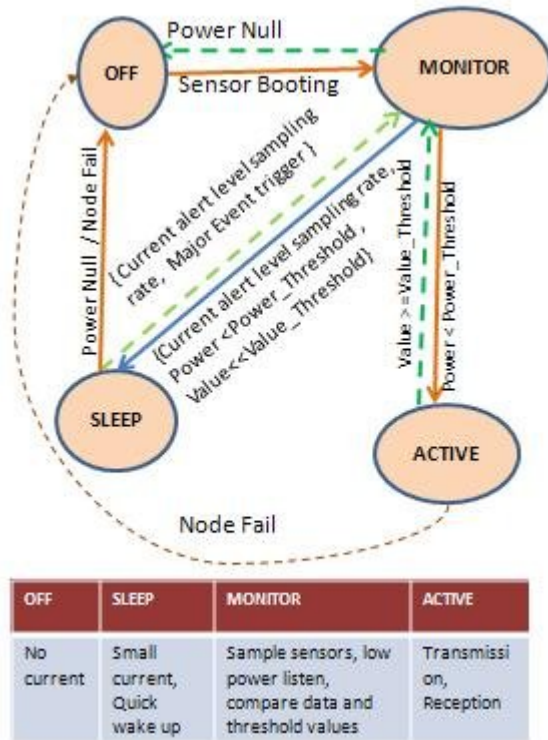 Power Null
OFF
MONITOR
Sensor Booting
{Current alert level sampling
rate, Major Event trigger }
{Current alert level sampling rate,
Power <Power_Threshold,
Value<<Value_Threshold}
Power Null / Node Fail
Value >=Value_Threshold
Power < Power_Threshold
SLEEP
ACTIVE
Node Fail
OFF SLEEP MONITOR ACTIVE
No Small Sample sensors, low Transmissi
current current, power listen, on,
Quick compare data and Reception
wake up threshold values